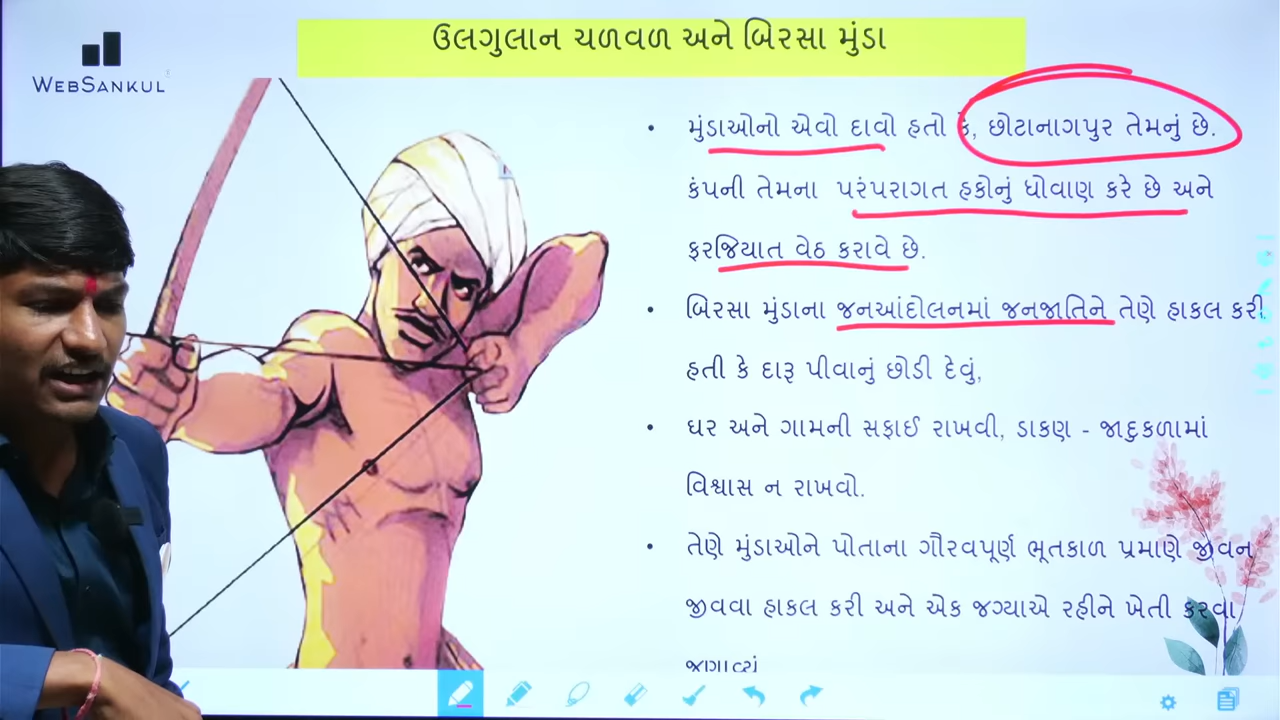 ઉલગુલાન ચળવળ અને બિરસા મુંડા
WEBSANKUL
• મુંડાઓનો એવો દાવો હતો કે, છોટાનાગપુર તેમનું છે.
કંપની તેમના પરંપરાગત હકોનું ધોવાણ કરે છે અને
ફરજિયાત વેઠ કરાવે છે.
• બિરસા મુંડાના જનઆંદોલનમાં જનજાતિને તેણે હાકલ કરી
હતી કે દારૂ પીવાનું છોડી દેવું,
• ઘર અને ગામની સફાઈ રાખવી, ડાકણ - જાદુકળામાં
વિશ્વાસ ન રાખવો.
• તેણે મુંડાઓને પોતાના ગૌરવપૂર્ણ ભૂતકાળ પ્રમાણે જીવન
જીવવા હાકલ કરી અને એક જગ્યાએ રહીને ખેતી કરવા